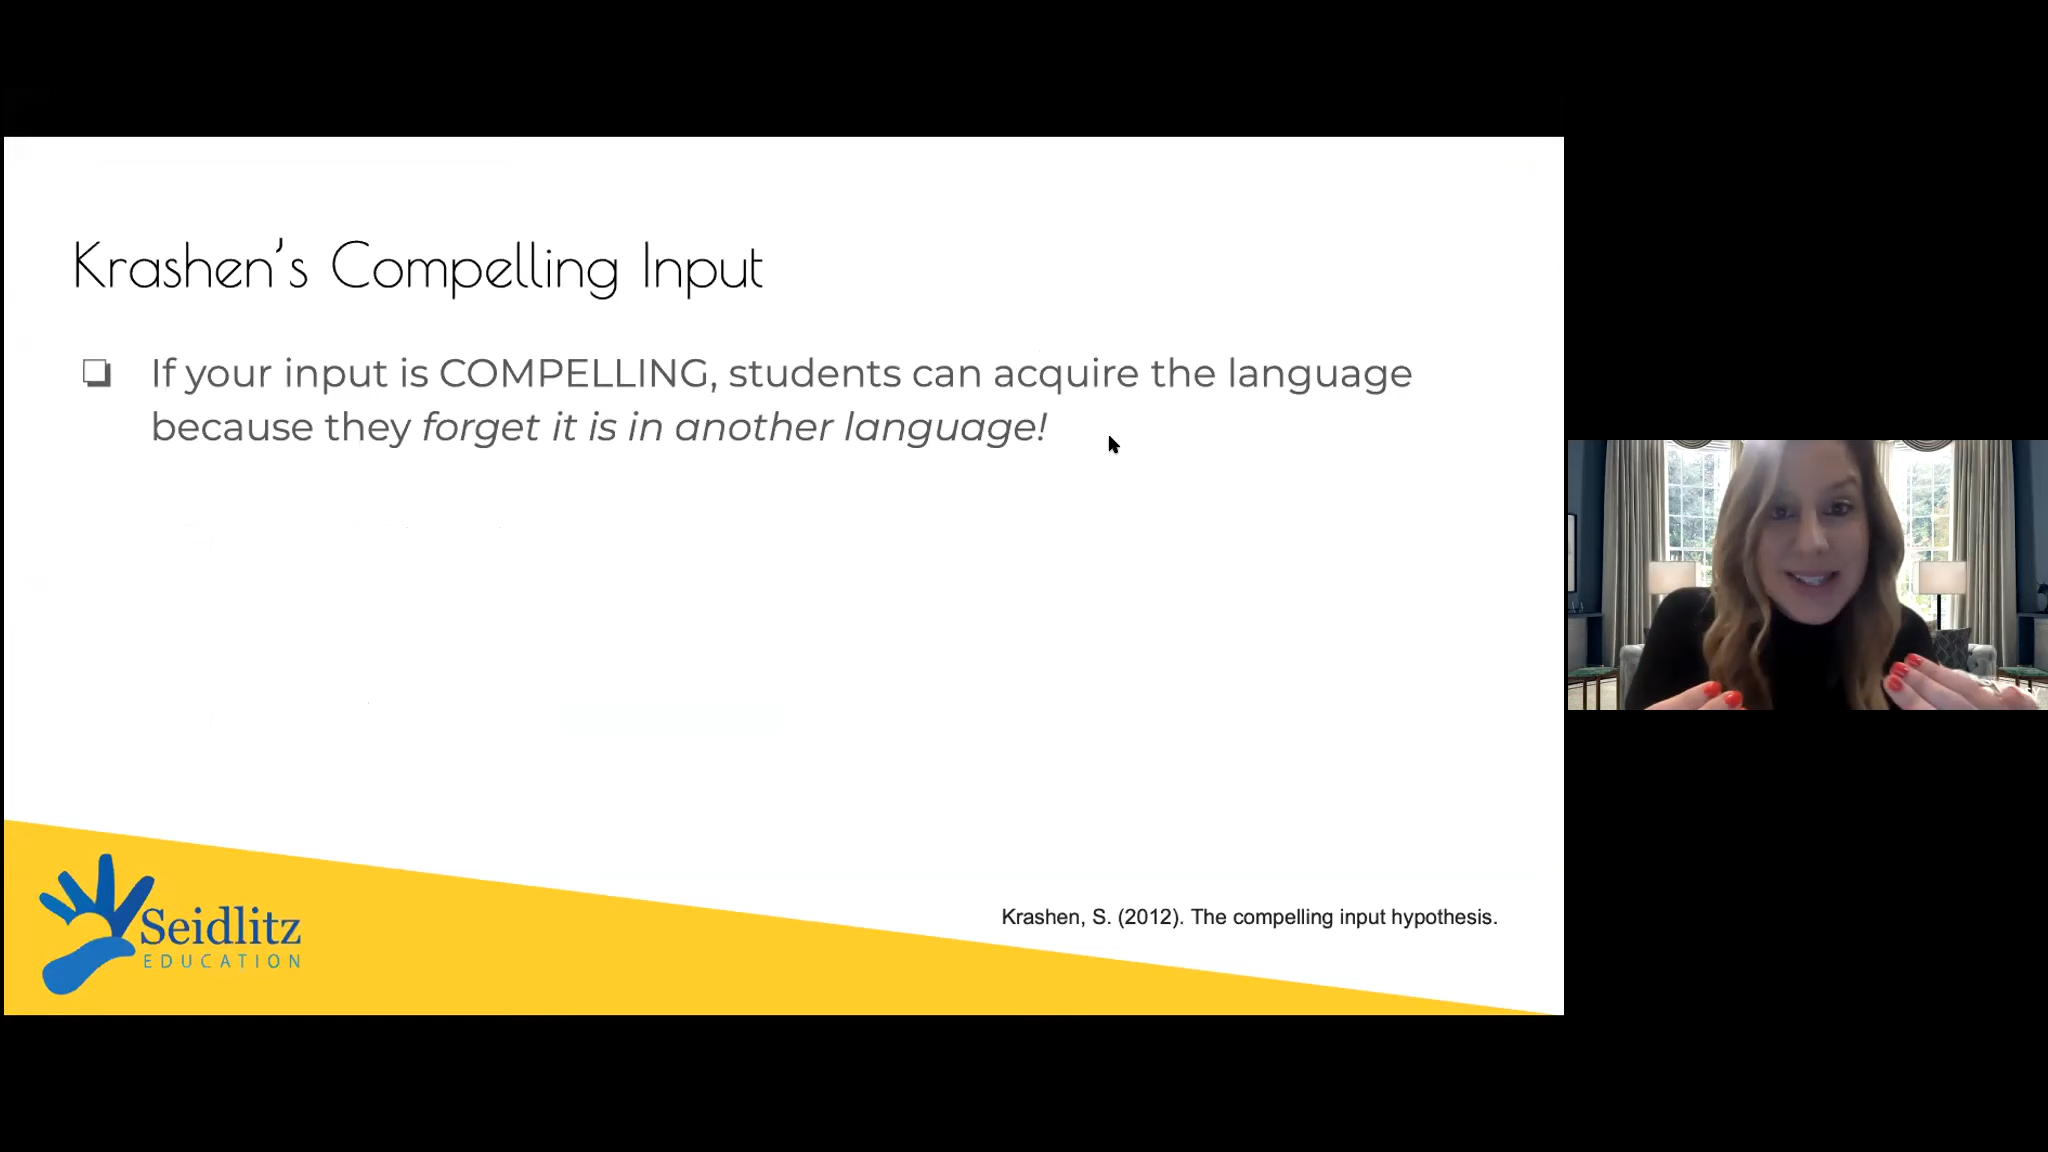 Krashen's Compelling Input
If your input is COMPELLING, students can acquire the language
because they forget it is in another language!
Seidlitz
EDUCATION
Krashen, S. (2012). The compelling input hypothesis.